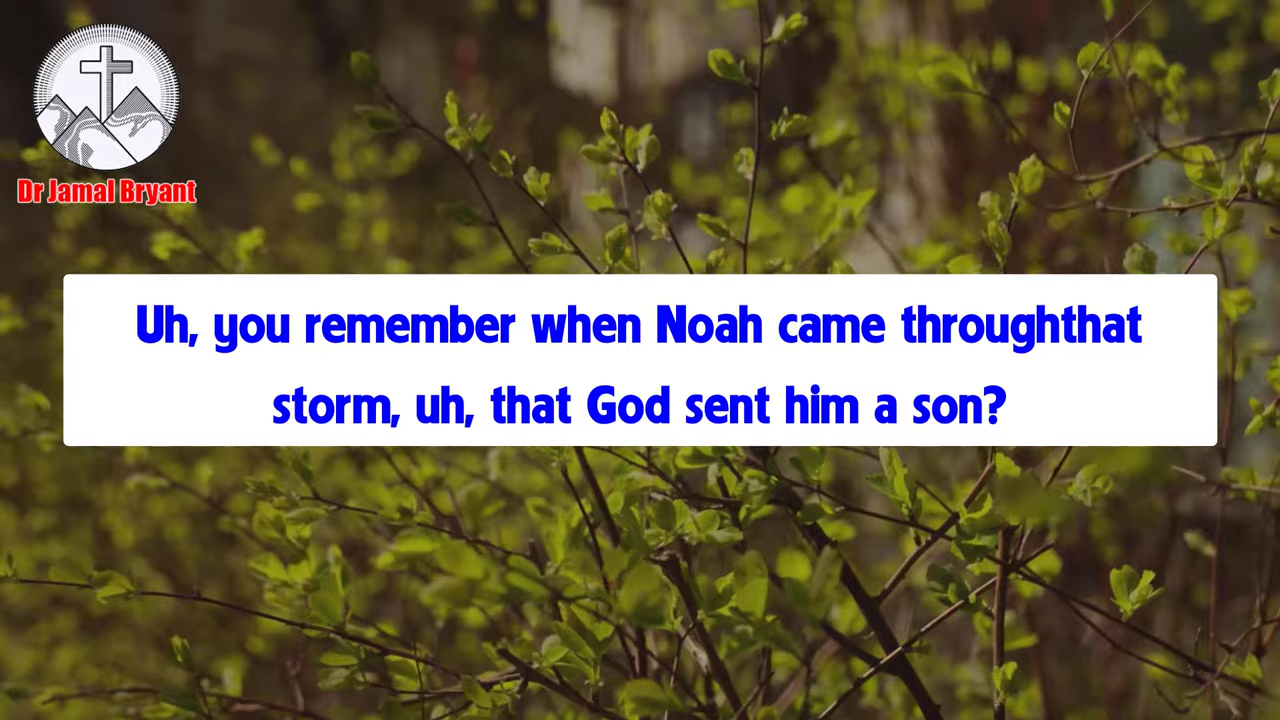 Dr Jamal Bryant
Uh, you remember when Noah came throughthat
storm, uh, that God sent him a son?